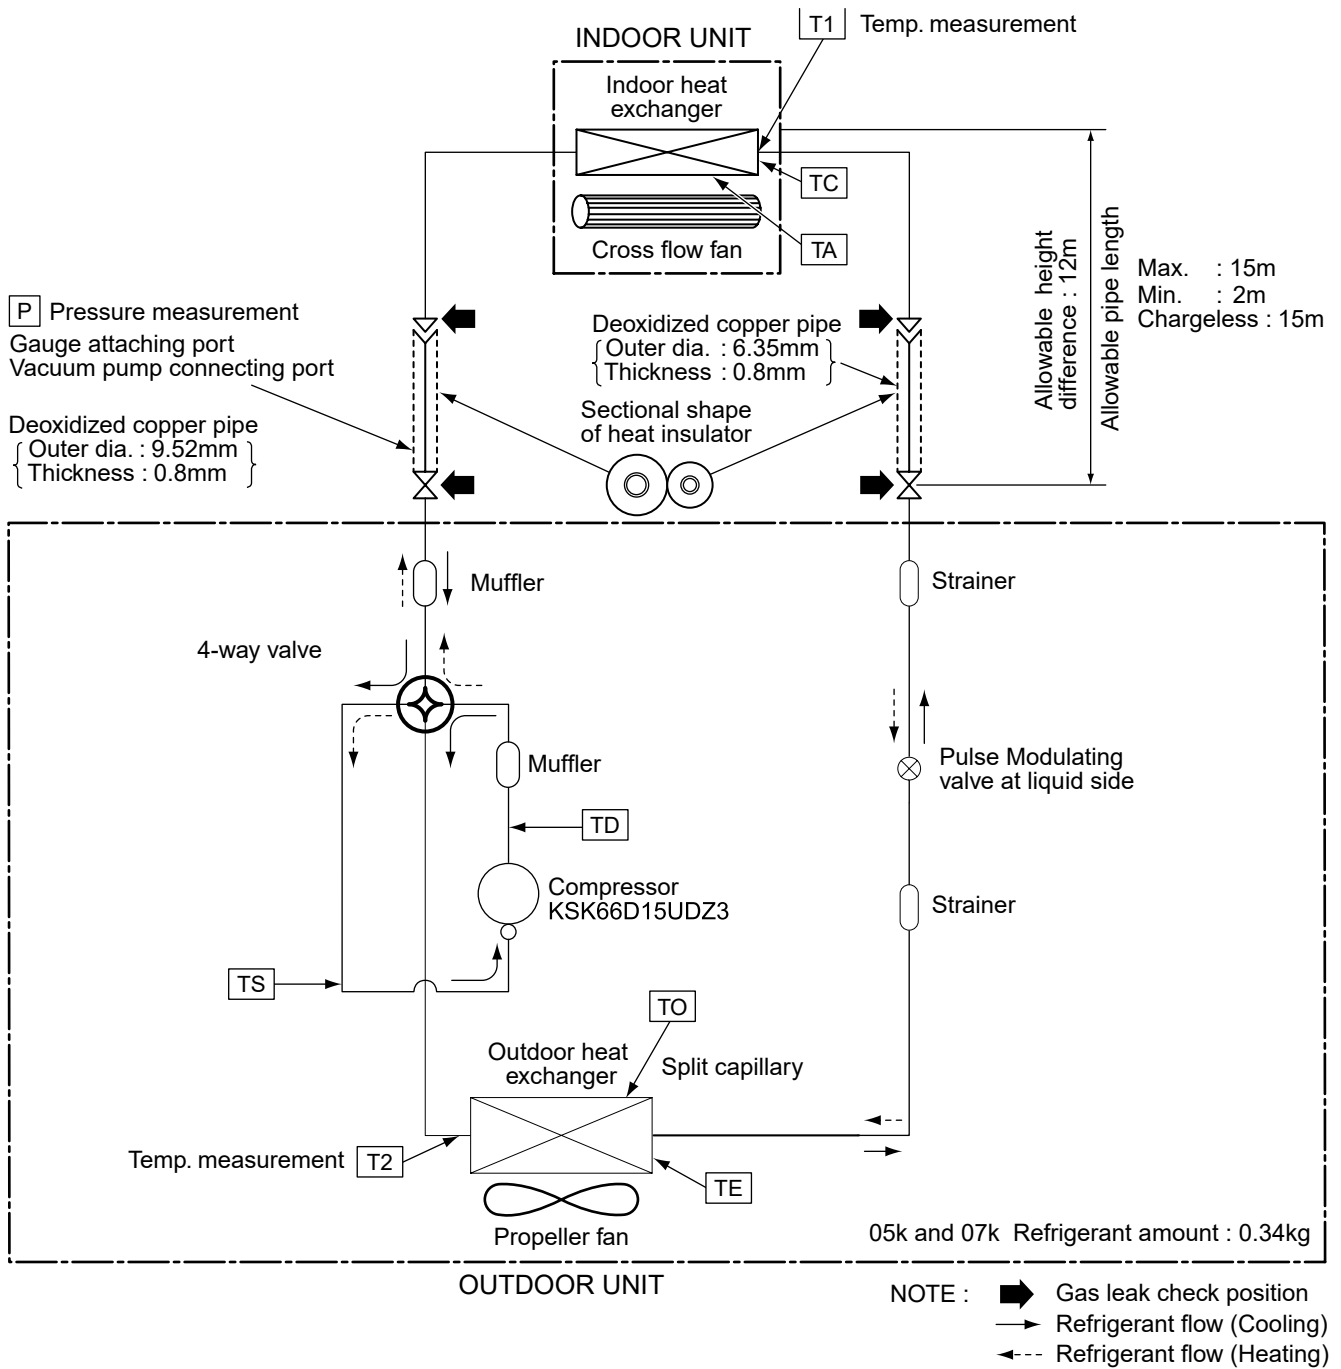 T1 Temp. measurement
INDOOR UNIT
Indoor heat
exchanger
TC
TA
Cross flow fan
Allowable height
difference : 12m
Allowable pipe length
Max. : 15m
Min. : 2m
Chargeless : 15m
P Pressure measurement
Gauge attaching port
Vacuum pump connecting port
Deoxidized copper pipe
Outer dia. : 9.52mm
Thickness : 0.8mm
Deoxidized copper pipe
Outer dia. : 6.35mm
Thickness : 0.8mm
Sectional shape
of heat insulator
Muffler
Strainer
4-way valve
Muffler
Pulse Modulating
valve at liquid side
TD
Compressor
KSK66D15UDZ3
Strainer
TS
TO
Outdoor heat
exchanger
Split capillary
Temp. measurement T2
TE
Propeller fan
05k and 07k Refrigerant amount : 0.34kg
OUTDOOR UNIT
NOTE :
Gas leak check position
Refrigerant flow (Cooling)
Refrigerant flow (Heating)